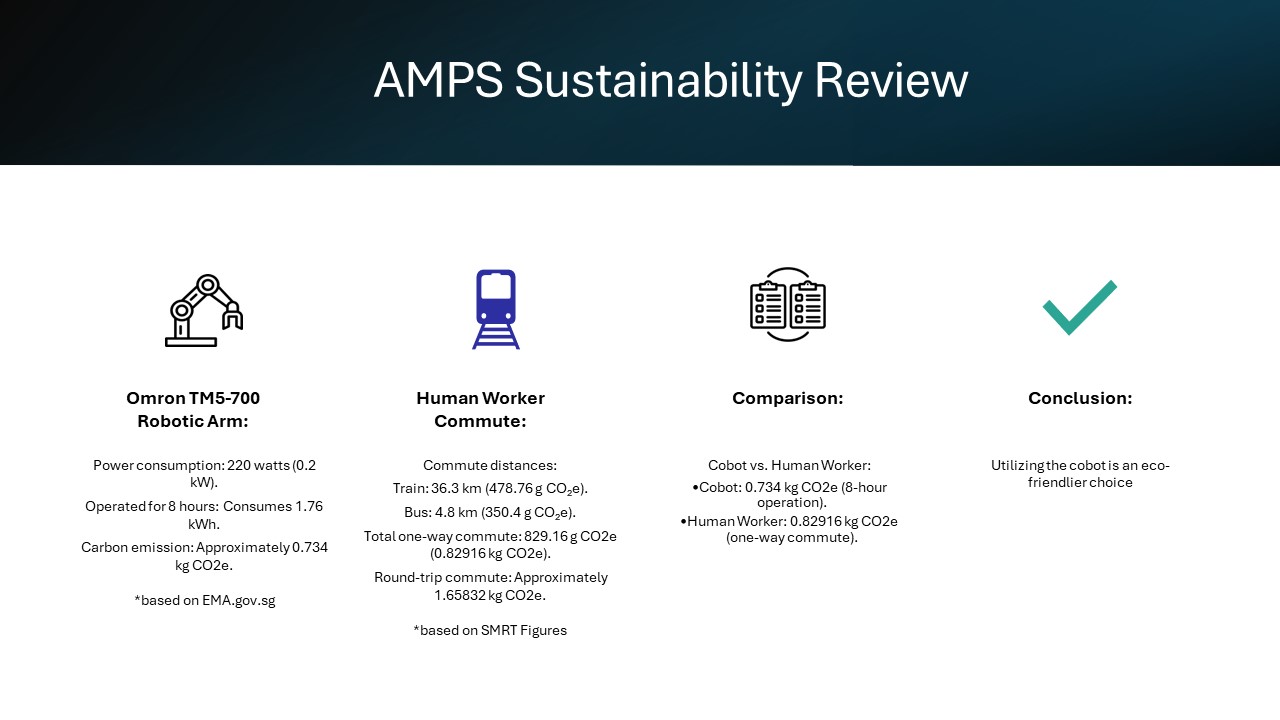 AMPS Sustainability Review
Omron TM5-700
Robotic Arm:
Power consumption: 220 watts (0.2
kW).
Operated for 8 hours: Consumes 1.76
kWh.
Carbon emission: Approximately 0.734
kg CO2e.
*based on EMA.gov.sg
Human Worker
Commute:
Commute distances:
Train: 36.3 km (478.76 g CO₂e).
Bus: 4.8 km (350.4 g CO₂e).
Total one-way commute: 829.16 g CO2e
(0.82916 kg CO2e).
Round-trip commute: Approximately
1.65832 kg CO2e.
*based on SMRT Figures
Comparison:
Cobot vs. Human Worker:
•Cobot: 0.734 kg CO2e (8-hour
operation).
•Human Worker: 0.82916 kg CO2e
(one-way commute).
Conclusion:
Utilizing the cobot is an eco-
friendlier choice